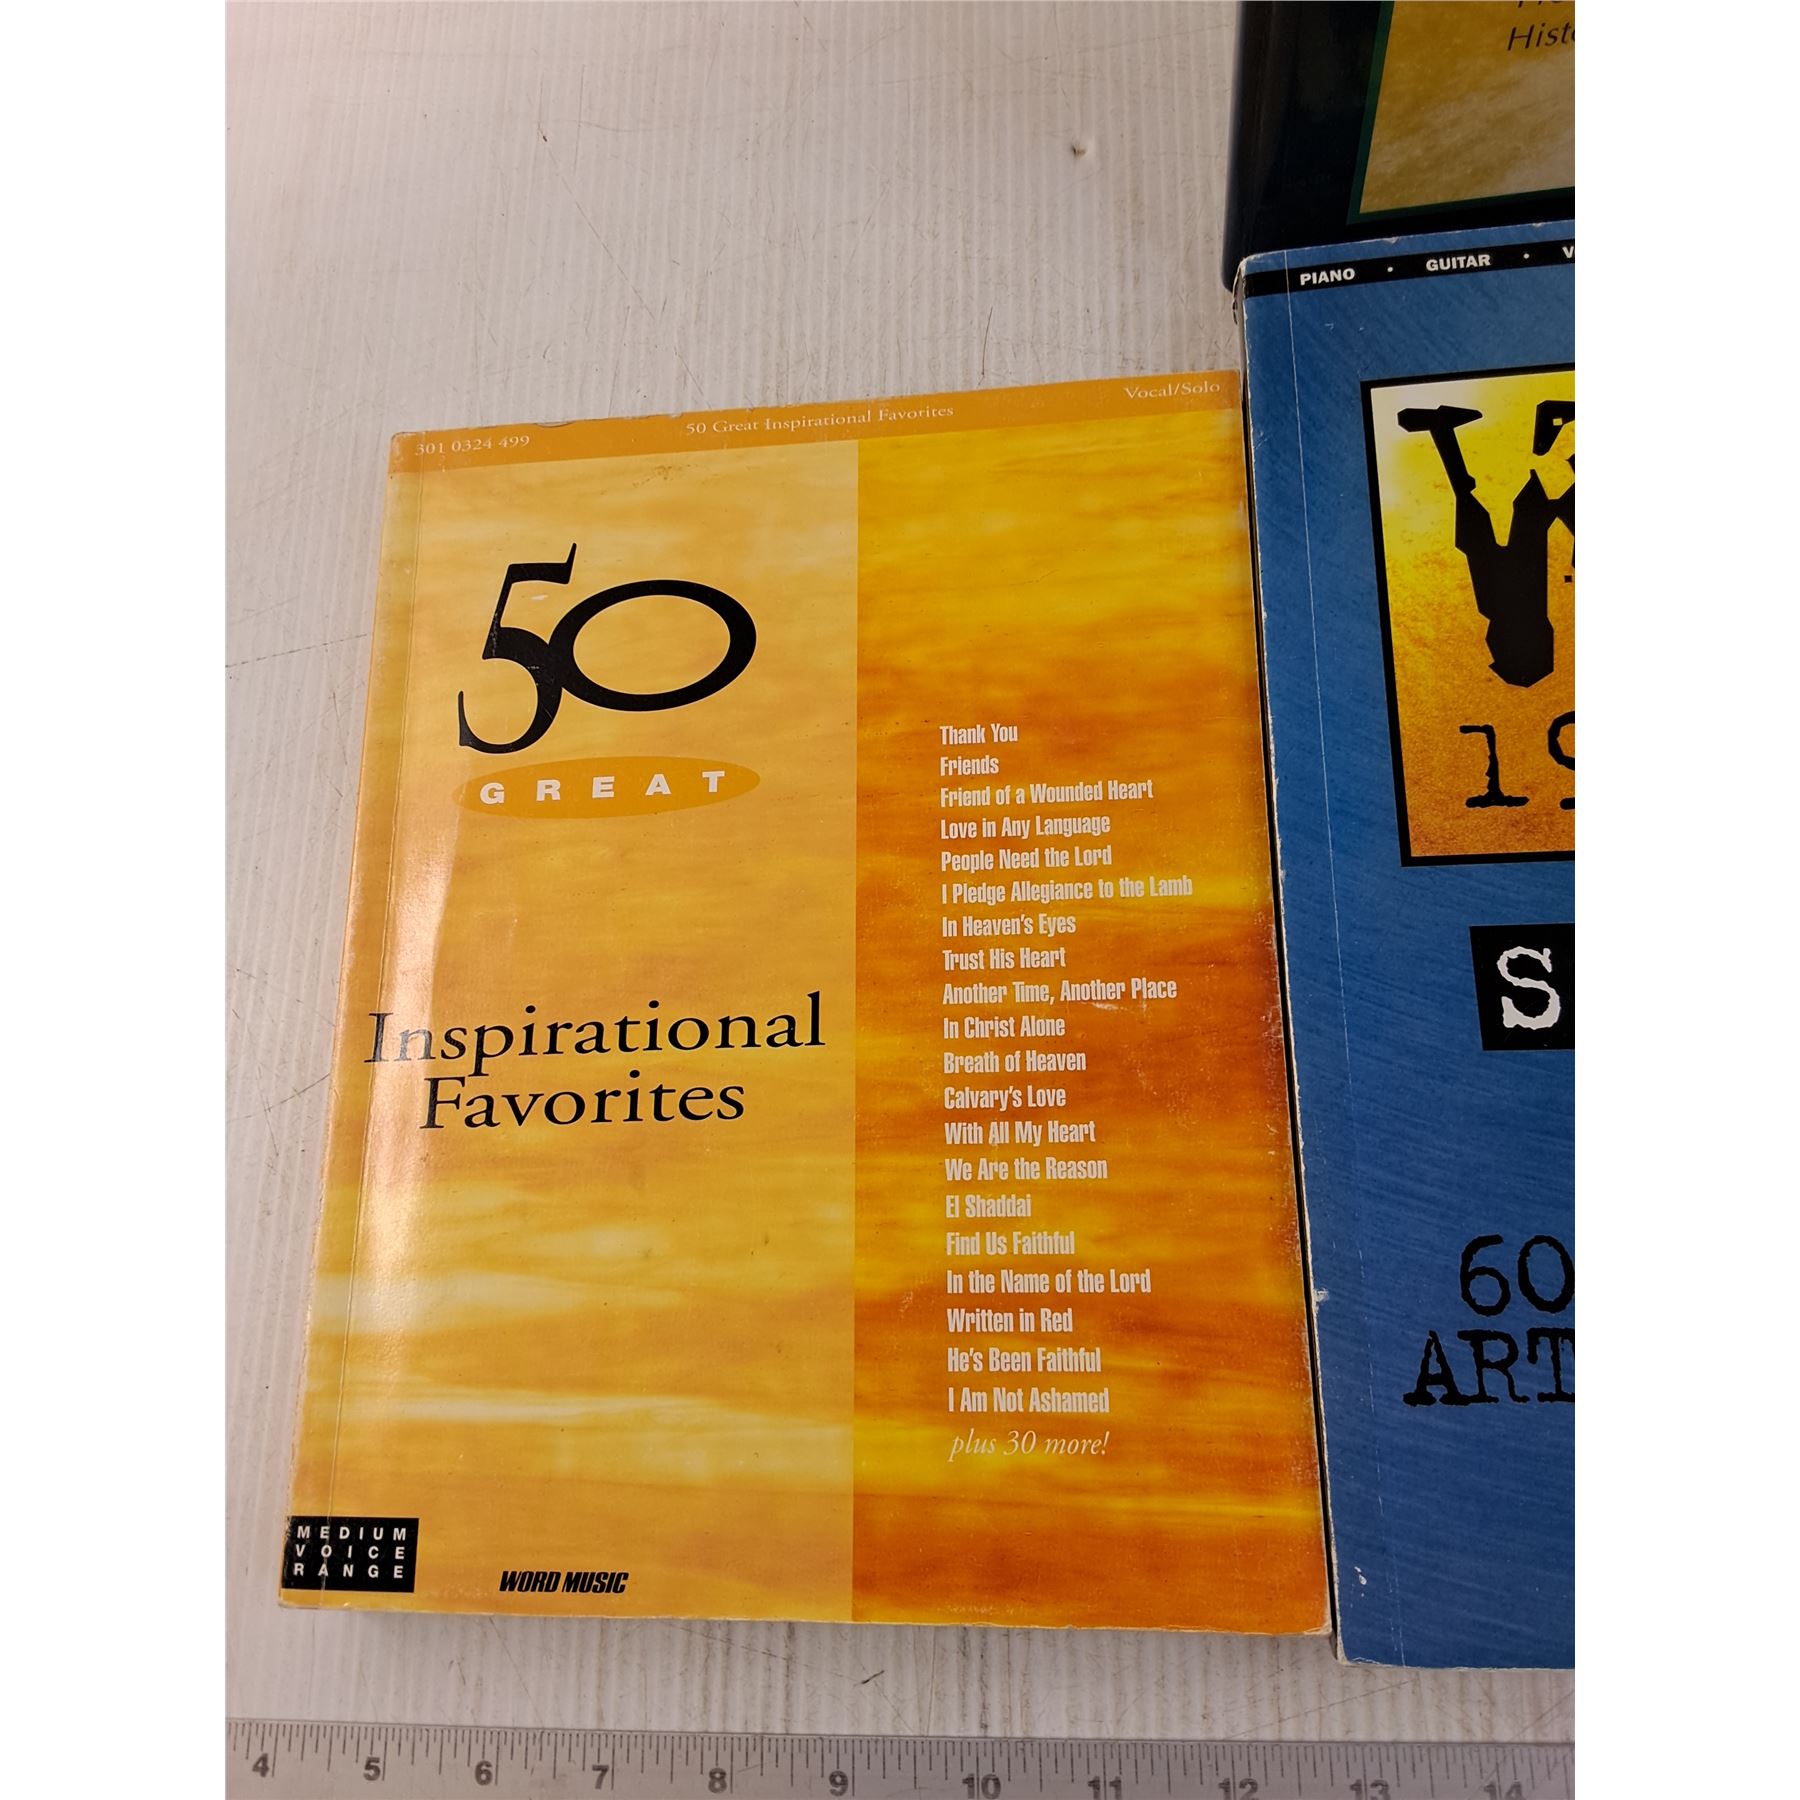 301 0324 499
50 Great Inspirational Favorites
Vocal/Solo
50
GREAT
Inspirational
Favorites
Thank You
Friends
Friend of a Wounded Heart
Love in Any Language
People Need the Lord
I Pledge Allegiance to the Lamb
In Heaven's Eyes
Trust His Heart
Another Time, Another Place
In Christ Alone
Breath of Heaven
Calvary's Love
With All My Heart
We Are the Reason
El Shaddai
Find Us Faithful
In the Name of the Lord
Written in Red
He's Been Faithful
I Am Not Ashamed
plus 30 more!
MEDIUM
VOICE
RANGE
WORD MUSIC
PIANO · GUITAR ·
60
4 5 6 7 8 9 10 11 12 13 14